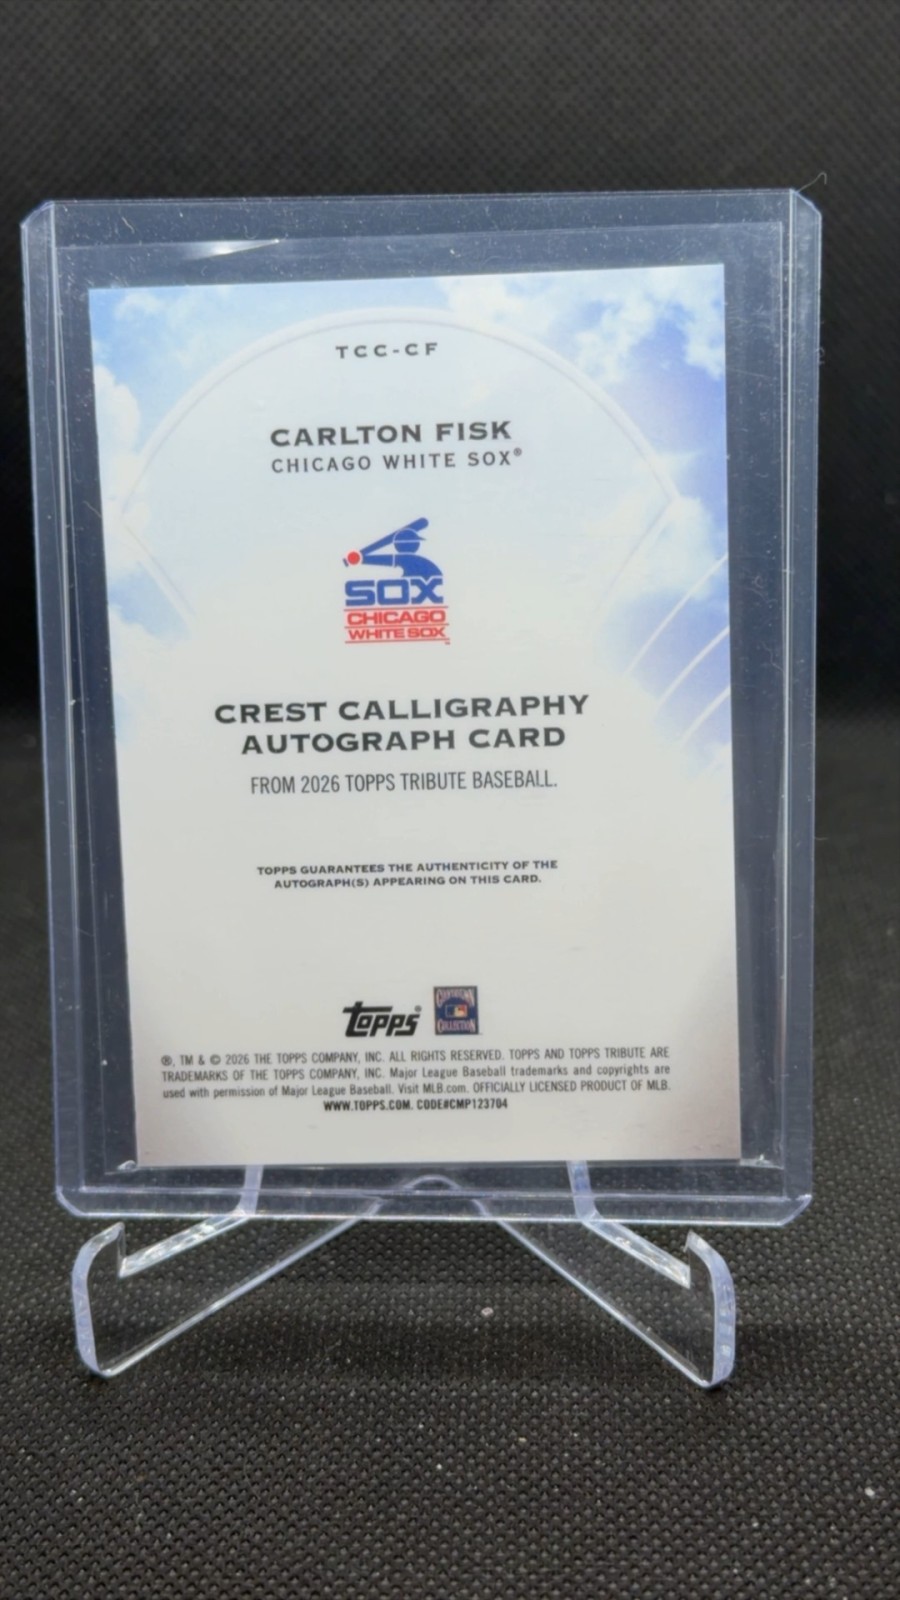 TCC-CF
CARLTON FISK
CHICAGO WHITE SOX®
SOX
CHICAGO
WHITE SOX
CREST CALLIGRAPHY
AUTOGRAPH CARD
FROM 2026 TOPPS TRIBUTE BASEBALL.
TOPPS GUARANTEES THE AUTHENTICITY OF THE
AUTOGRAPH(S) APPEARING ON THIS CARD.
topps®
COOPERSTOWN
COLLECTION
®, TM & © 2026 THE TOPPS COMPANY, INC. ALL RIGHTS RESERVED. TOPPS AND TOPPS TRIBUTE ARE
TRADEMARKS OF THE TOPPS COMPANY, INC. Major League Baseball trademarks and copyrights are
used with permission of Major League Baseball. Visit MLB.com. OFFICIALLY LICENSED PRODUCT OF MLB.
WWW.TOPPS.COM. CODE#CMP123704